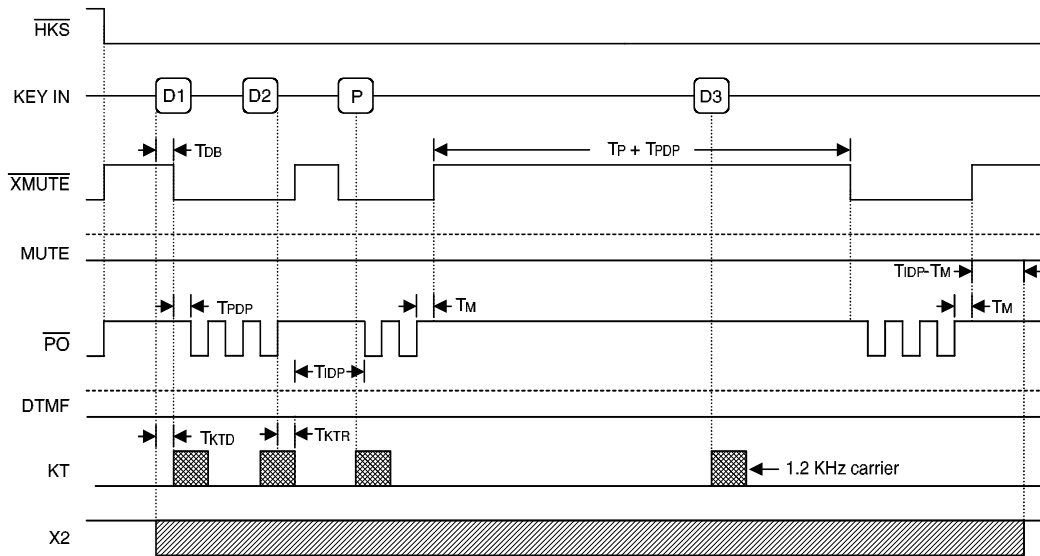 HKS
KEY IN D1 D2 P D3
TDB TP + TPDP
XMUTE
MUTE
TIDP-TM
TPDP TM TM
PO
TIDP
DTMF
TKTD TKTR
KT 1.2 KHz carrier
X2